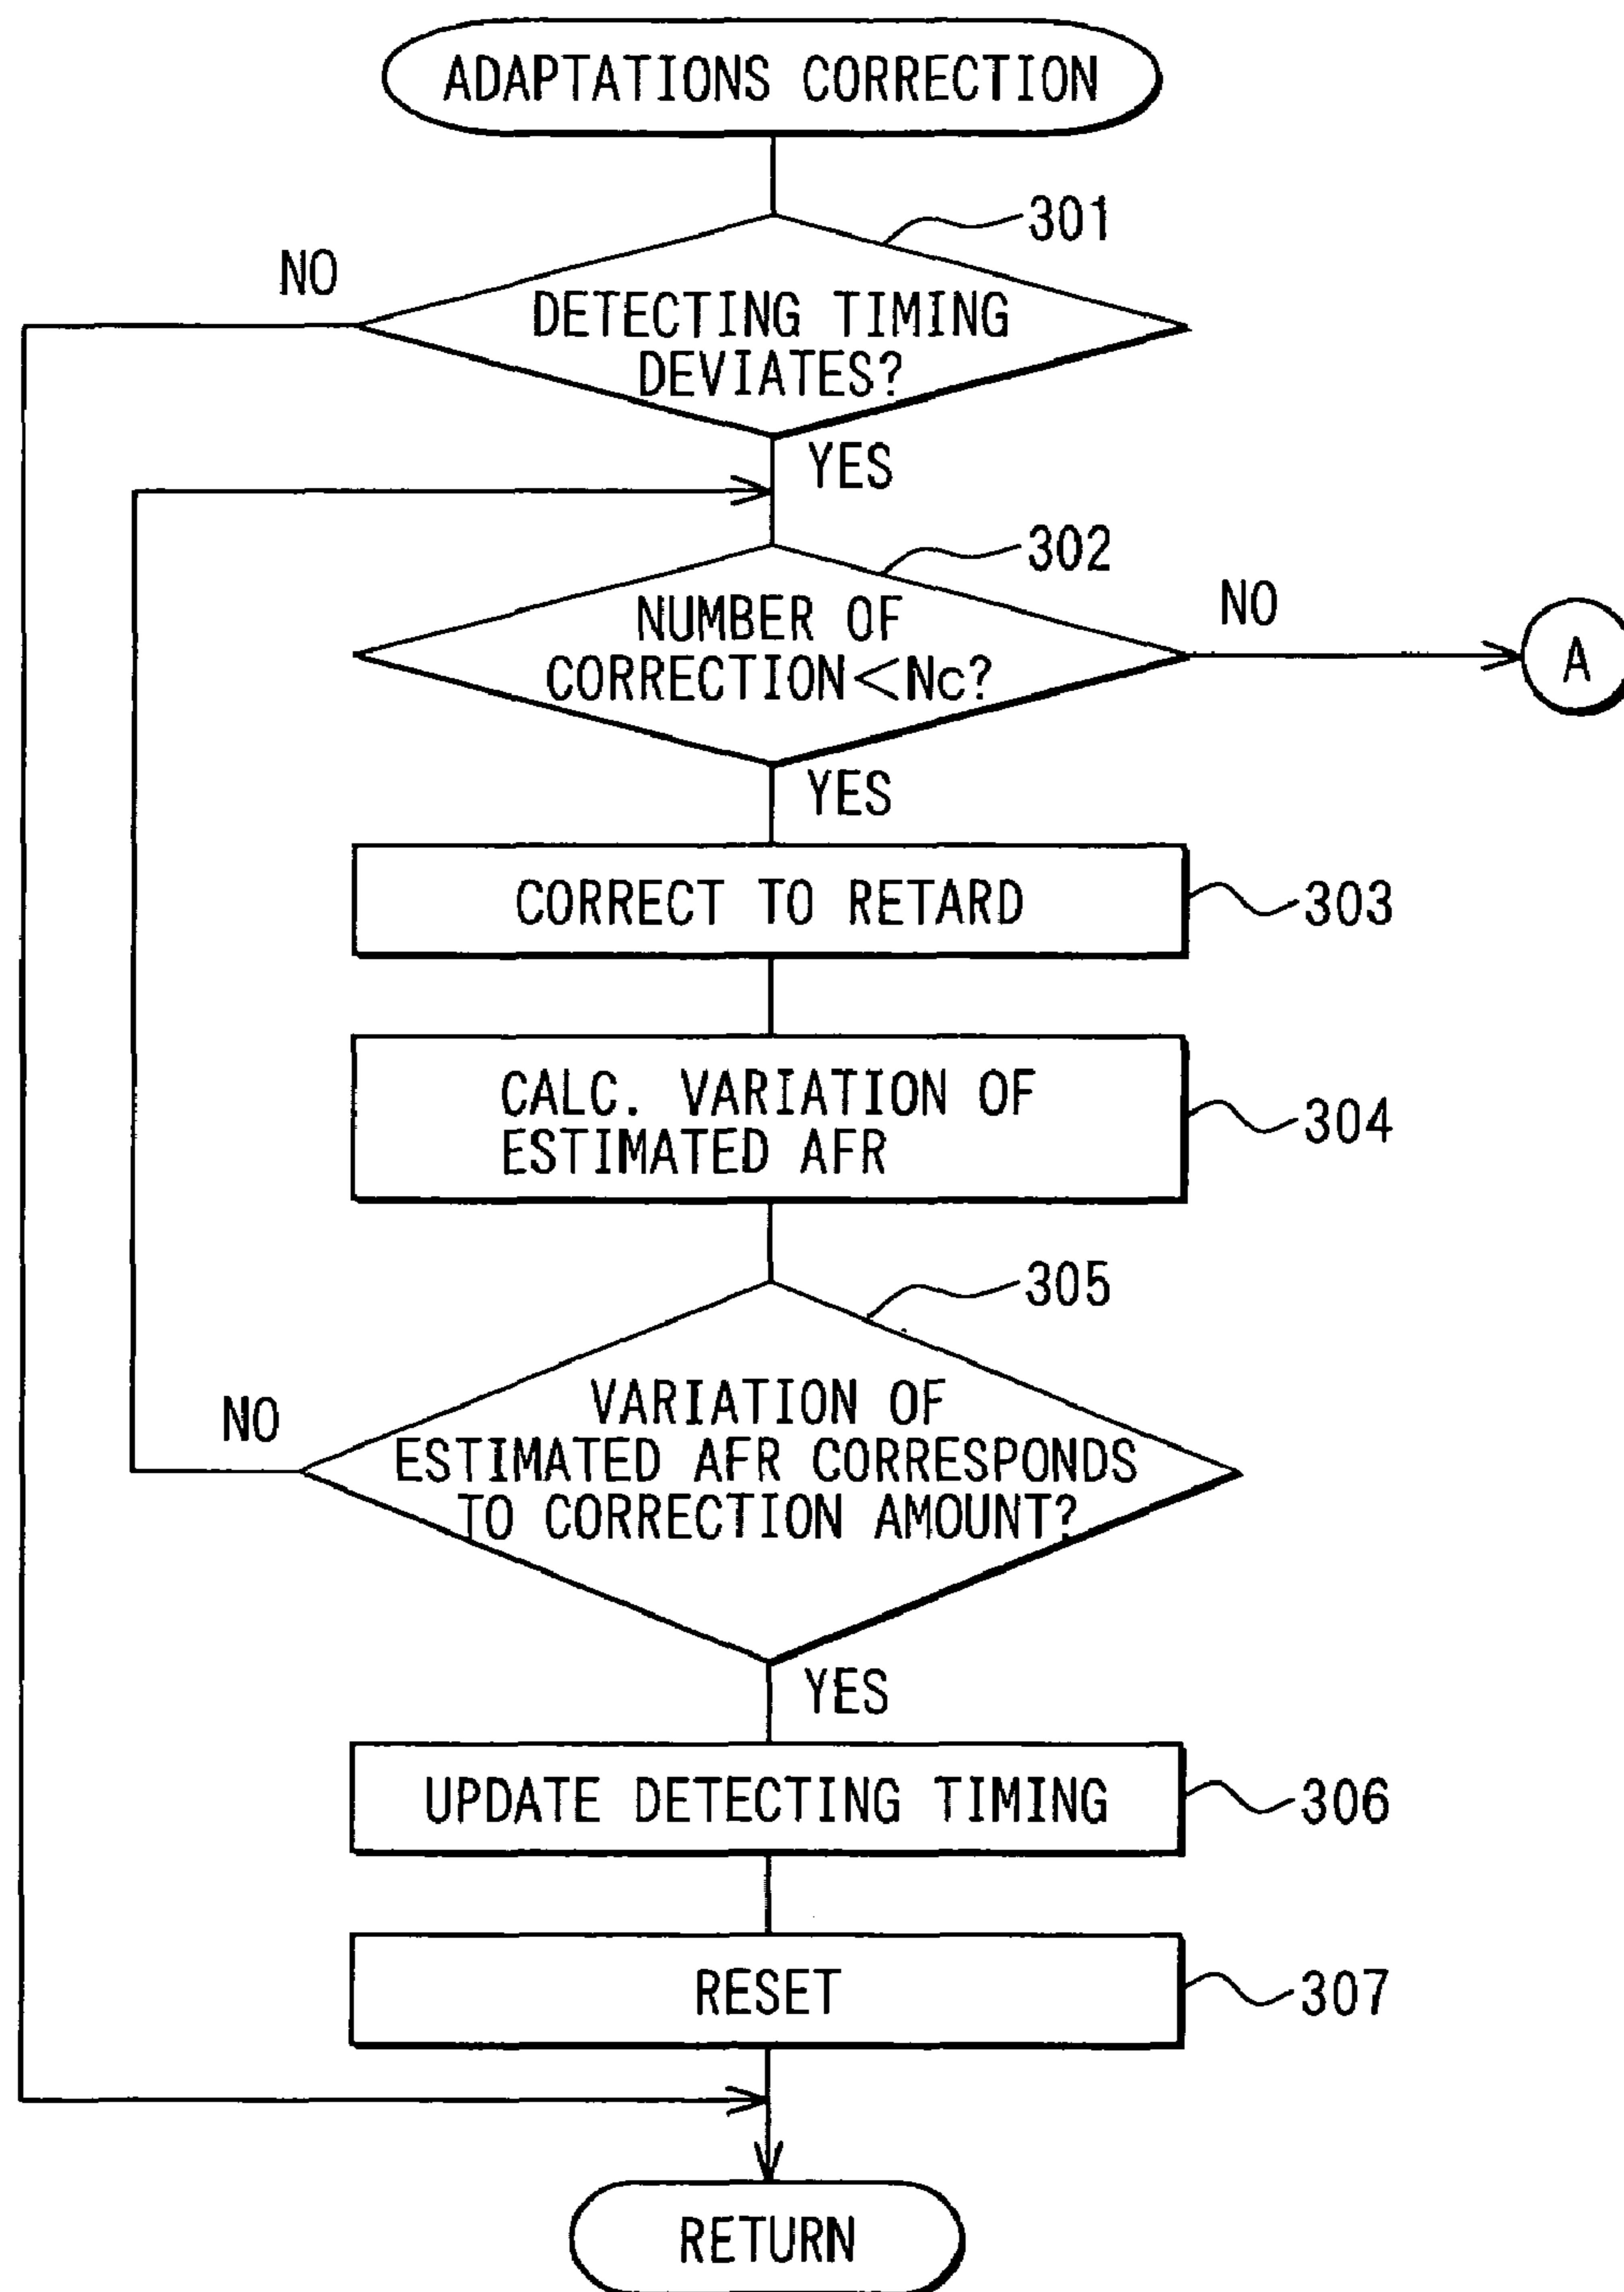 ADAPTATIONS CORRECTION
301
NO
DETECTING TIMING
DEVIATES?
YES
302
NUMBER OF
CORRECTION<Nc?
NO
A
YES
CORRECT TO RETARD
303
CALC. VARIATION OF
ESTIMATED AFR
304
305
NO
VARIATION OF
ESTIMATED AFR CORRESPONDS
TO CORRECTION AMOUNT?
YES
UPDATE DETECTING TIMING
306
RESET
307
RETURN